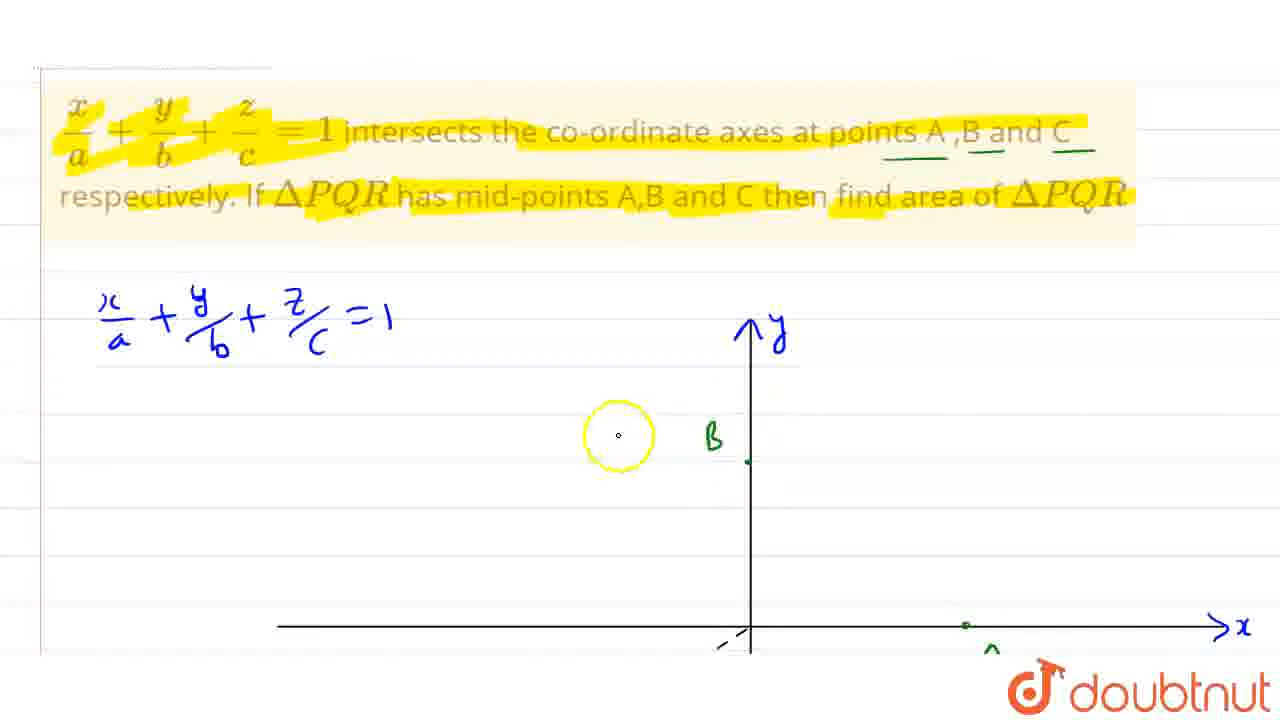 x/a + y/b + z/c = 1 intersects the co-ordinate axes at points A ,B and C
respectively. If ΔPQR has mid-points A,B and C then find area of ΔPQR
x/a + y/b + z/c = 1
y
B
x
A
doubtnut